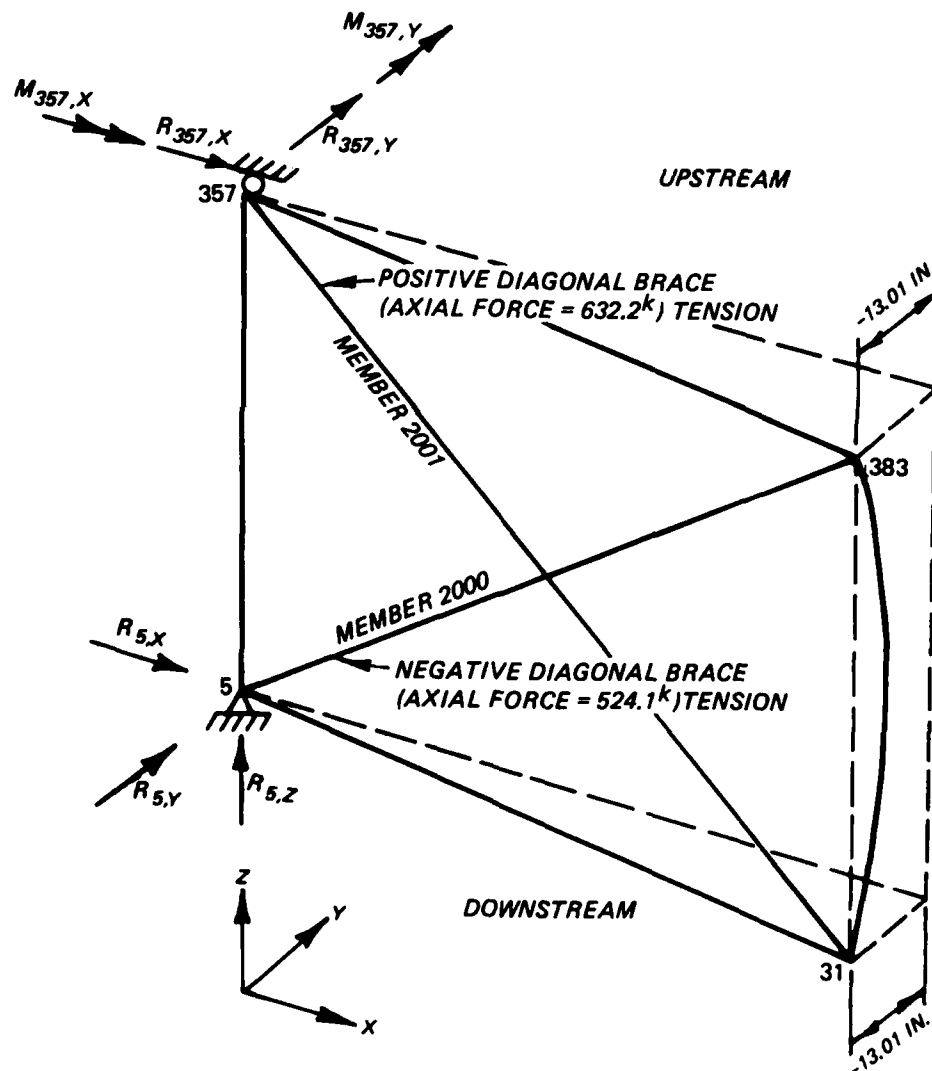 M357,Y
M357,X
R357,X
R357,Y
357
UPSTREAM
-13.01 IN
POSITIVE DIAGONAL BRACE
(AXIAL FORCE = 632.2k) TENSION
MEMBER 2001
383
MEMBER 2000
R5,X
5
NEGATIVE DIAGONAL BRACE
(AXIAL FORCE = 524.1k) TENSION
R5,Y
R5,Z
Z
Y
X
DOWNSTREAM
31
-13.01 IN.